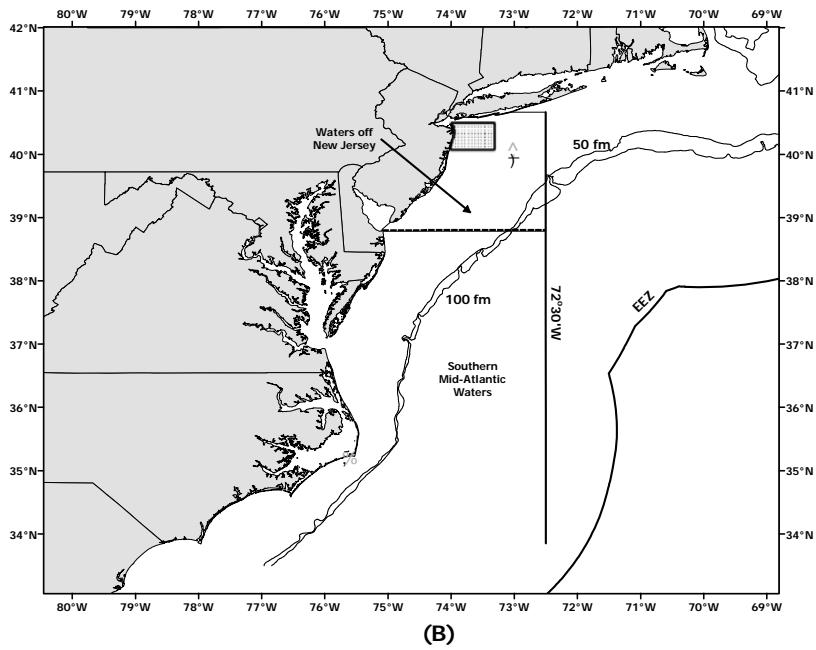 80°W 79°W 78°W 77°W 76°W 75°W 74°W 73°W 72°W 71°W 70°W 69°W
42°N 42°N
41°N 41°N
Waters off
New Jersey
50 fm
40°N 40°N
39°N 39°N
38°N 38°N
100 fm
72°30'W
EEZ
37°N 37°N
Southern
Mid-Atlantic
Waters
36°N 36°N
35°N 35°N
34°N 34°N
80°W 79°W 78°W 77°W 76°W 75°W 74°W 73°W 72°W 71°W 70°W 69°W
(B)